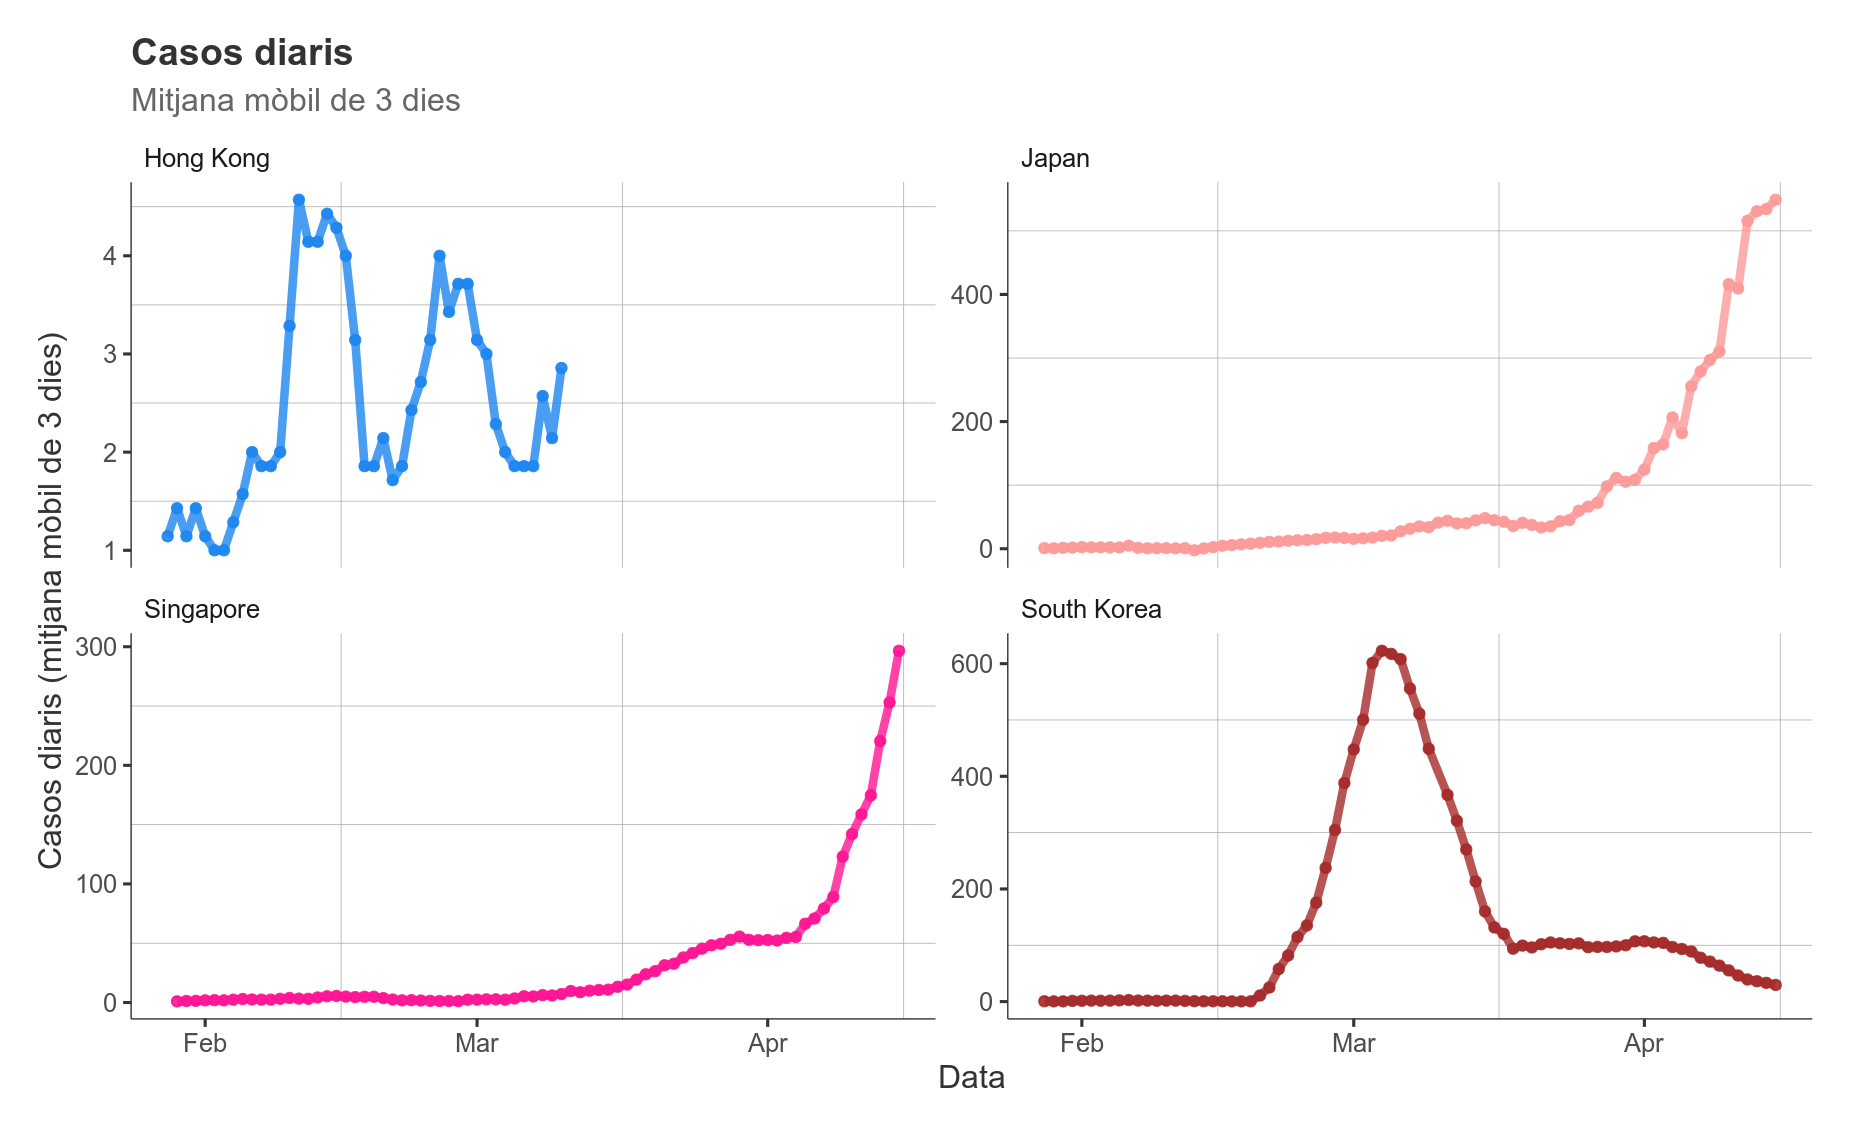 Casos diaris
Mitjana mòbil de 3 dies
Casos diaris (mitjana mòbil de 3 dies)
Hong Kong
4
3
2
1
Japan
400
200
0
Singapore
300
200
100
0
Feb
Mar
Apr
South Korea
600
400
200
0
Feb
Mar
Apr
Data